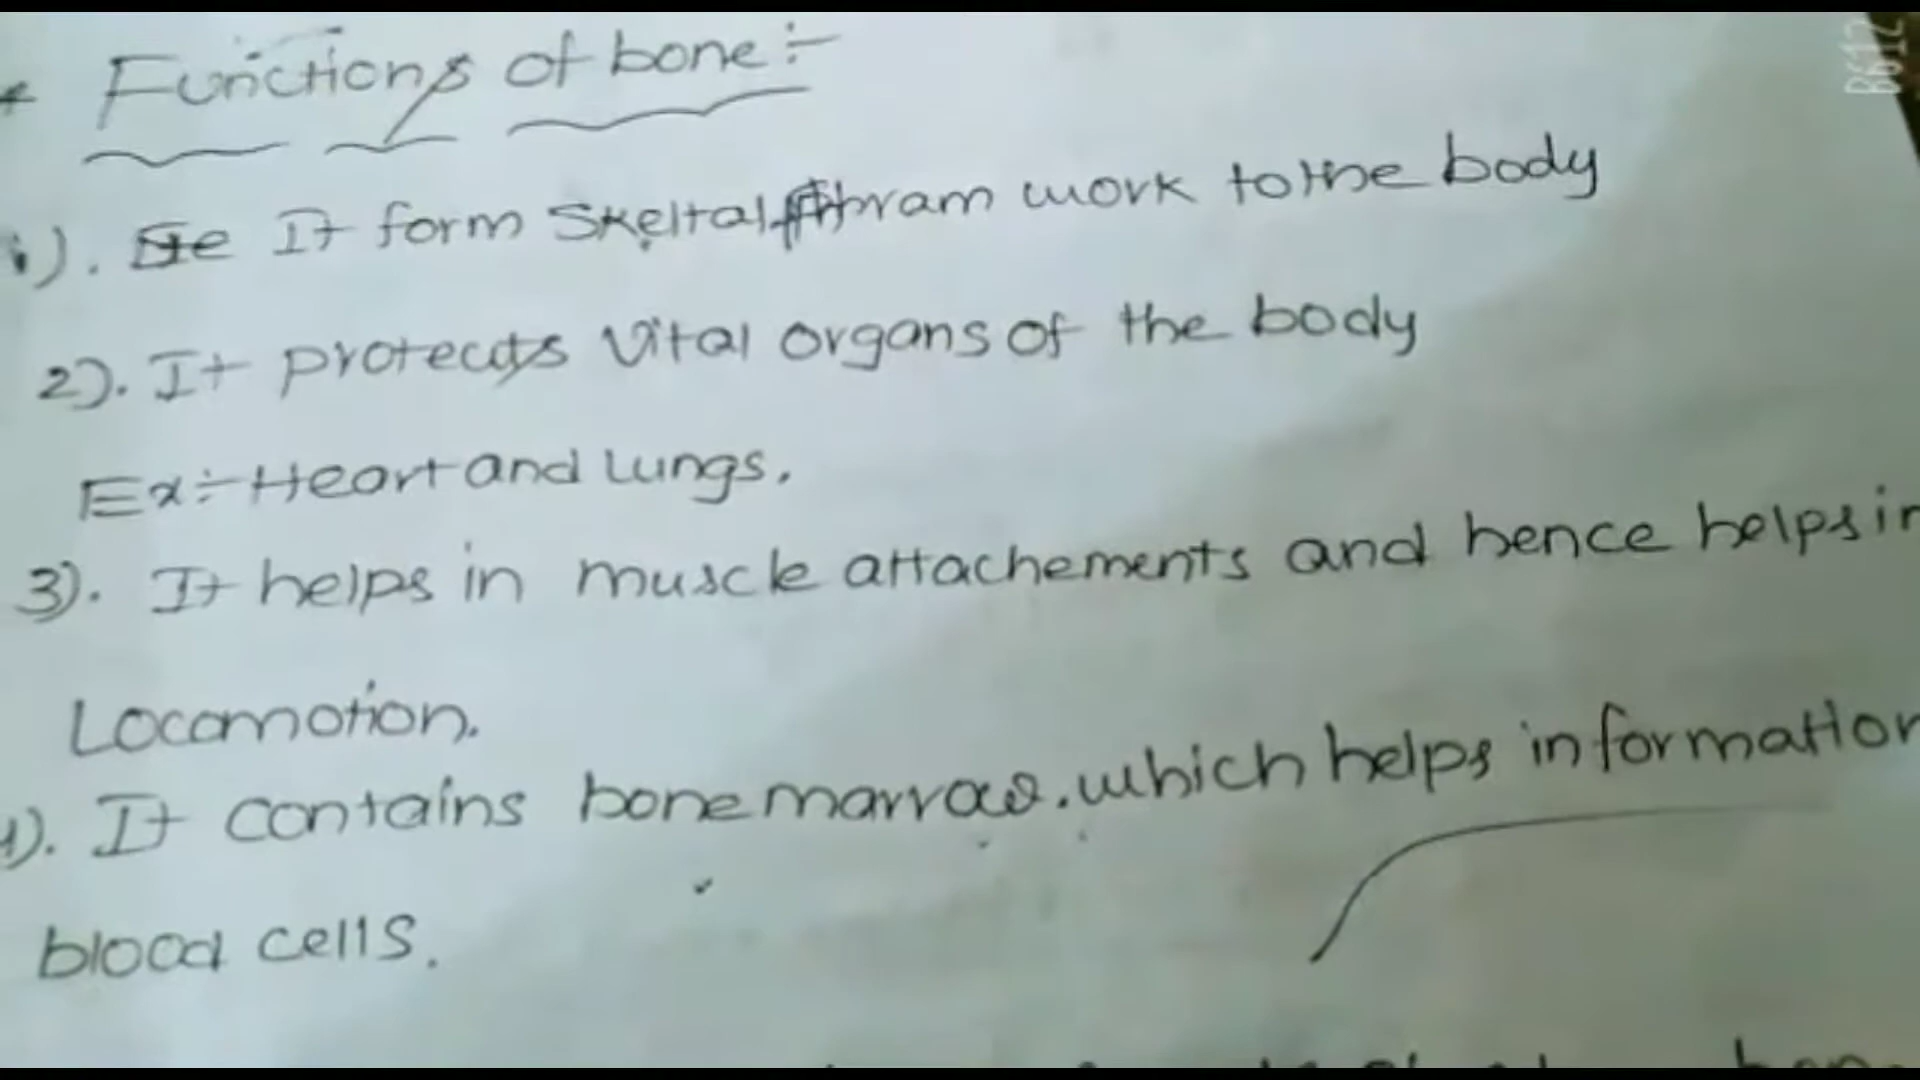 Functions of bone:-
1). It form Skeltal fram work to the body
2). It protects vital organs of the body
Ex:- Heart and Lungs.
3). It helps in muscle attachements and hence helps in
Locomotion.
4). It contains bone marrow. which helps in formation
blood cells.
B612